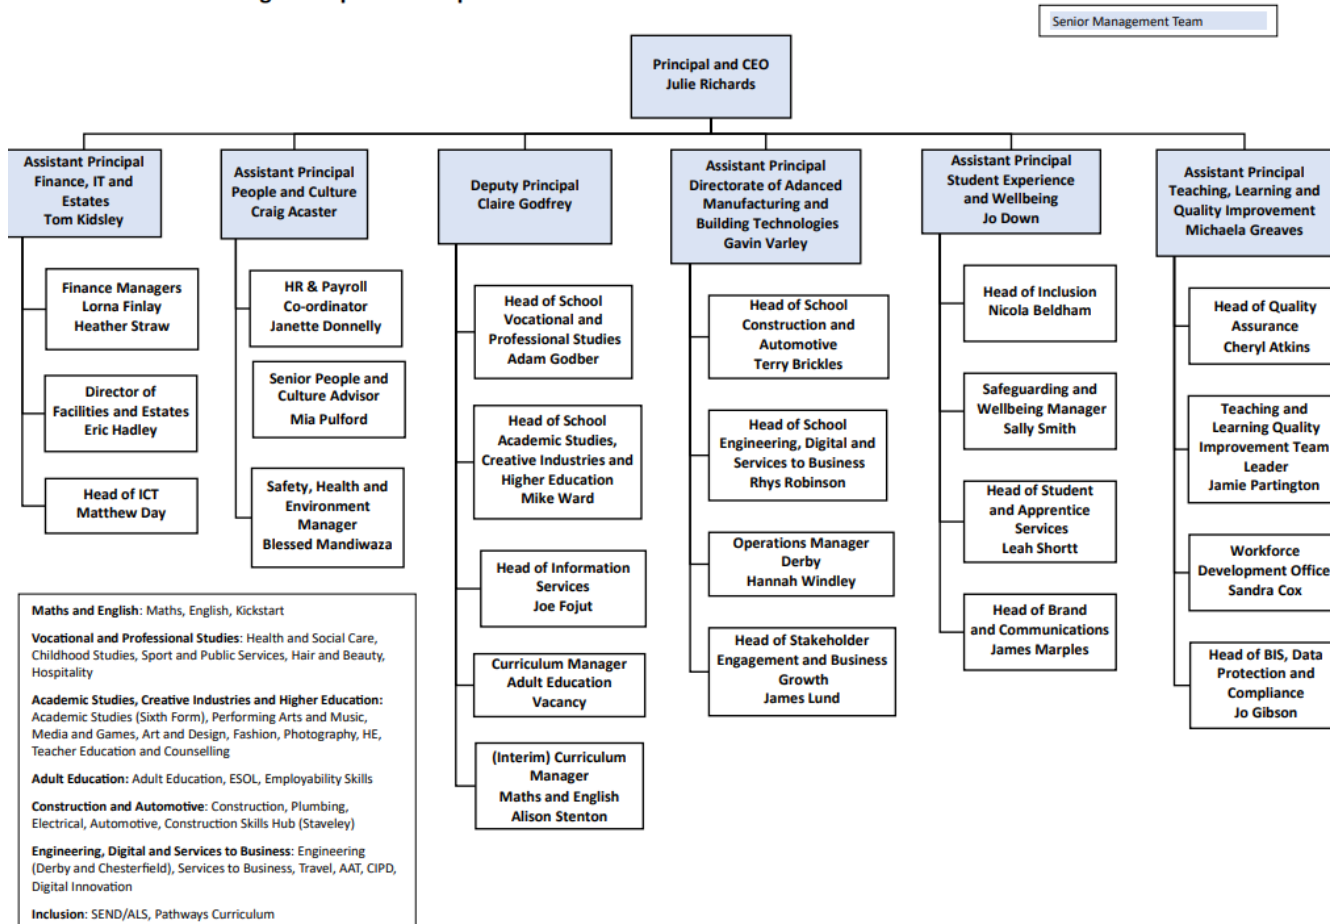 Senior Management Team
Principal and CEO
Julie Richards
Assistant Principal
Finance, IT and
Estates
Tom Kidsley
Assistant Principal
People and Culture
Craig Acaster
Deputy Principal
Claire Godfrey
Assistant Principal
Directorate of Adanced
Manufacturing and
Building Technologies
Gavin Varley
Assistant Principal
Student Experience
and Wellbeing
Jo Down
Assistant Principal
Teaching, Learning and
Quality Improvement
Michaela Greaves
Finance Managers
Lorna Finlay
Heather Straw
Director of
Facilities and Estates
Eric Hadley
Head of ICT
Matthew Day
HR & Payroll
Co-ordinator
Janette Donnelly
Senior People and
Culture Advisor
Mia Pulford
Safety, Health and
Environment
Manager
Blessed Mandiwaza
Head of School
Vocational and
Professional Studies
Adam Godber
Head of School
Academic Studies,
Creative Industries and
Higher Education
Mike Ward
Head of Information
Services
Joe Fojut
Curriculum Manager
Adult Education
Vacancy
(Interim) Curriculum
Manager
Maths and English
Alison Stenton
Head of School
Construction and
Automotive
Terry Brickles
Head of School
Engineering, Digital and
Services to Business
Rhys Robinson
Operations Manager
Derby
Hannah Windley
Head of Stakeholder
Engagement and Business
Growth
James Lund
Head of Inclusion
Nicola Beldham
Safeguarding and
Wellbeing Manager
Sally Smith
Head of Student
and Apprentice
Services
Leah Shortt
Head of Brand
and Communications
James Marples
Head of Quality
Assurance
Cheryl Atkins
Teaching and
Learning Quality
Improvement Team
Leader
Jamie Partington
Workforce
Development Office
Sandra Cox
Head of BIS, Data
Protection and
Compliance
Jo Gibson
Maths and English: Maths, English, Kickstart
Vocational and Professional Studies: Health and Social Care,
Childhood Studies, Sport and Public Services, Hair and Beauty,
Hospitality
Academic Studies, Creative Industries and Higher Education:
Academic Studies (Sixth Form), Performing Arts and Music,
Media and Games, Art and Design, Fashion, Photography, HE,
Teacher Education and Counselling
Adult Education: Adult Education, ESOL, Employability Skills
Construction and Automotive: Construction, Plumbing,
Electrical, Automotive, Construction Skills Hub (Staveley)
Engineering, Digital and Services to Business: Engineering
(Derby and Chesterfield), Services to Business, Travel, AAT, CIPD,
Digital Innovation
Inclusion: SEND/ALS, Pathways Curriculum